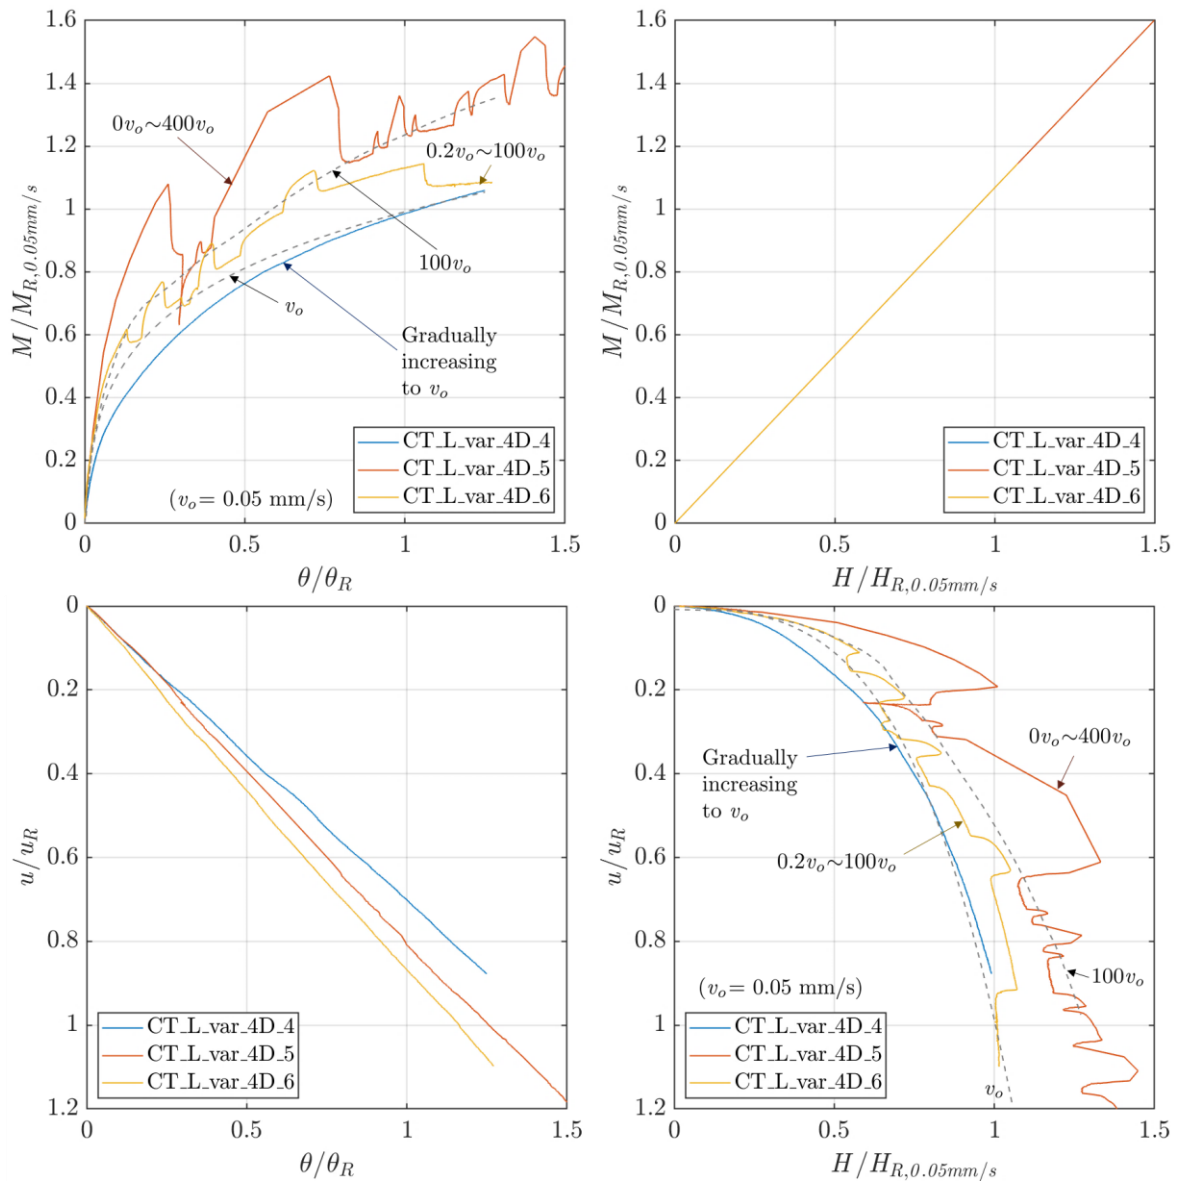 1.6
1.4
1.2
1
0.8
0.6
0.4
0.2
0
M/M_{R,0.05mm/s}
0v_o~400v_o
0.2v_o~100v_o
100v_o
v_o
Gradually
increasing
to v_o
CT_L_var_4D_4
CT_L_var_4D_5
CT_L_var_4D_6
(v_o= 0.05 mm/s)
0 0.5 1 1.5
θ/θ_R
1.6
1.4
1.2
1
0.8
0.6
0.4
0.2
0
M/M_{R,0.05mm/s}
CT_L_var_4D_4
CT_L_var_4D_5
CT_L_var_4D_6
0 0.5 1 1.5
H/H_{R,0.05mm/s}
0
0.2
0.4
0.6
0.8
1
1.2
u/u_R
CT_L_var_4D_4
CT_L_var_4D_5
CT_L_var_4D_6
0 0.5 1 1.5
θ/θ_R
0
0.2
0.4
0.6
0.8
1
1.2
u/u_R
0v_o~400v_o
Gradually
increasing
to v_o
0.2v_o~100v_o
100v_o
(v_o= 0.05 mm/s)
CT_L_var_4D_4
CT_L_var_4D_5
CT_L_var_4D_6
v_o
0 0.5 1 1.5
H/H_{R,0.05mm/s}